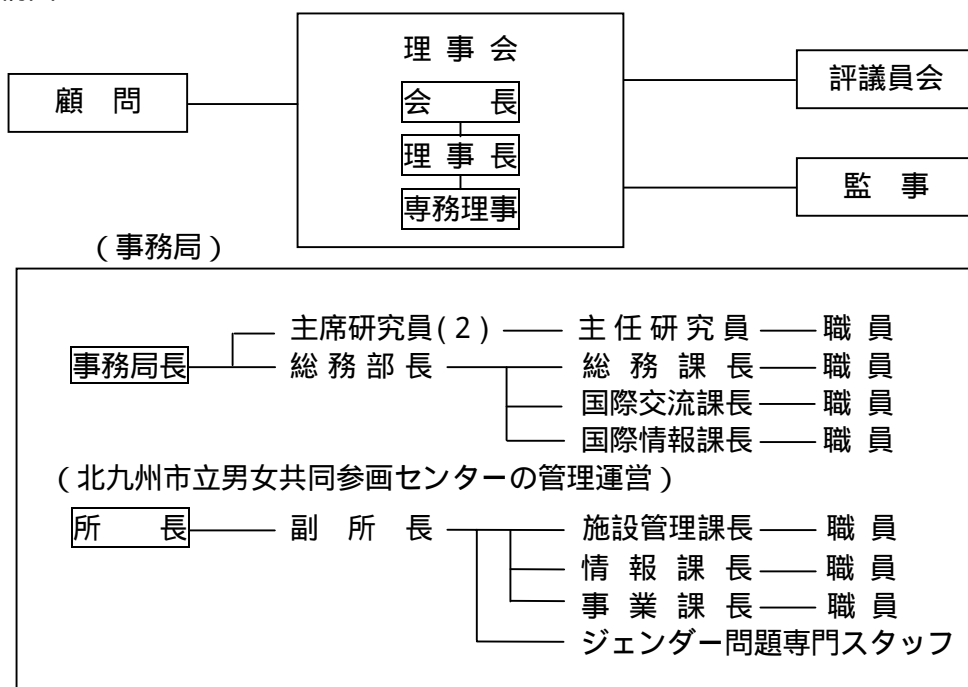 理 事 会
会 長
理 事 長
専務理事
顧 問
評議員会
監 事
(事務局)
事務局長
主席研究員(2) 主 任 研 究 員 職 員
総 務 部 長 総 務 課 長 職 員
国際交流課長 職 員
国際情報課長 職 員
(北九州市立男女共同参画センターの管理運営)
所 長 副 所 長 施設管理課長 職 員
情 報 課 長 職 員
事 業 課 長 職 員
ジェンダー問題専門スタッフ